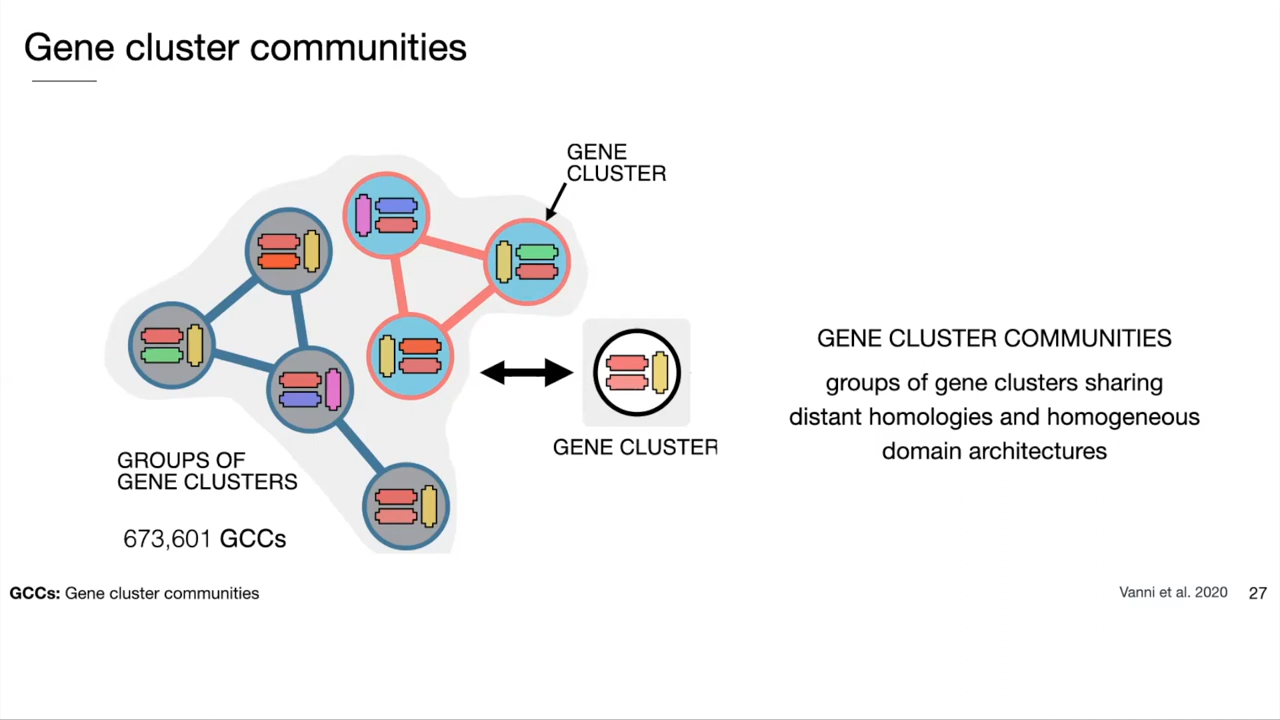 Gene cluster communities
GENE
CLUSTER
GENE CLUSTER
GROUPS OF
GENE CLUSTERS
673,601 GCCs
GENE CLUSTER COMMUNITIES
groups of gene clusters sharing
distant homologies and homogeneous
domain architectures
GCCs: Gene cluster communities
Vanni et al. 2020
27